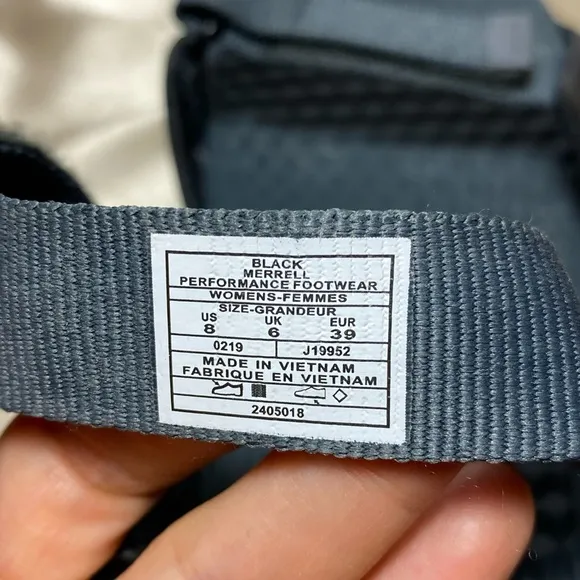 BLACK
MERRELL
PERFORMANCE FOOTWEAR
WOMENS-FEMMES
SIZE-GRANDEUR
US UK EUR
8 6 39
0219 J19952
MADE IN VIETNAM
FABRIQUE EN VIETNAM
2405018